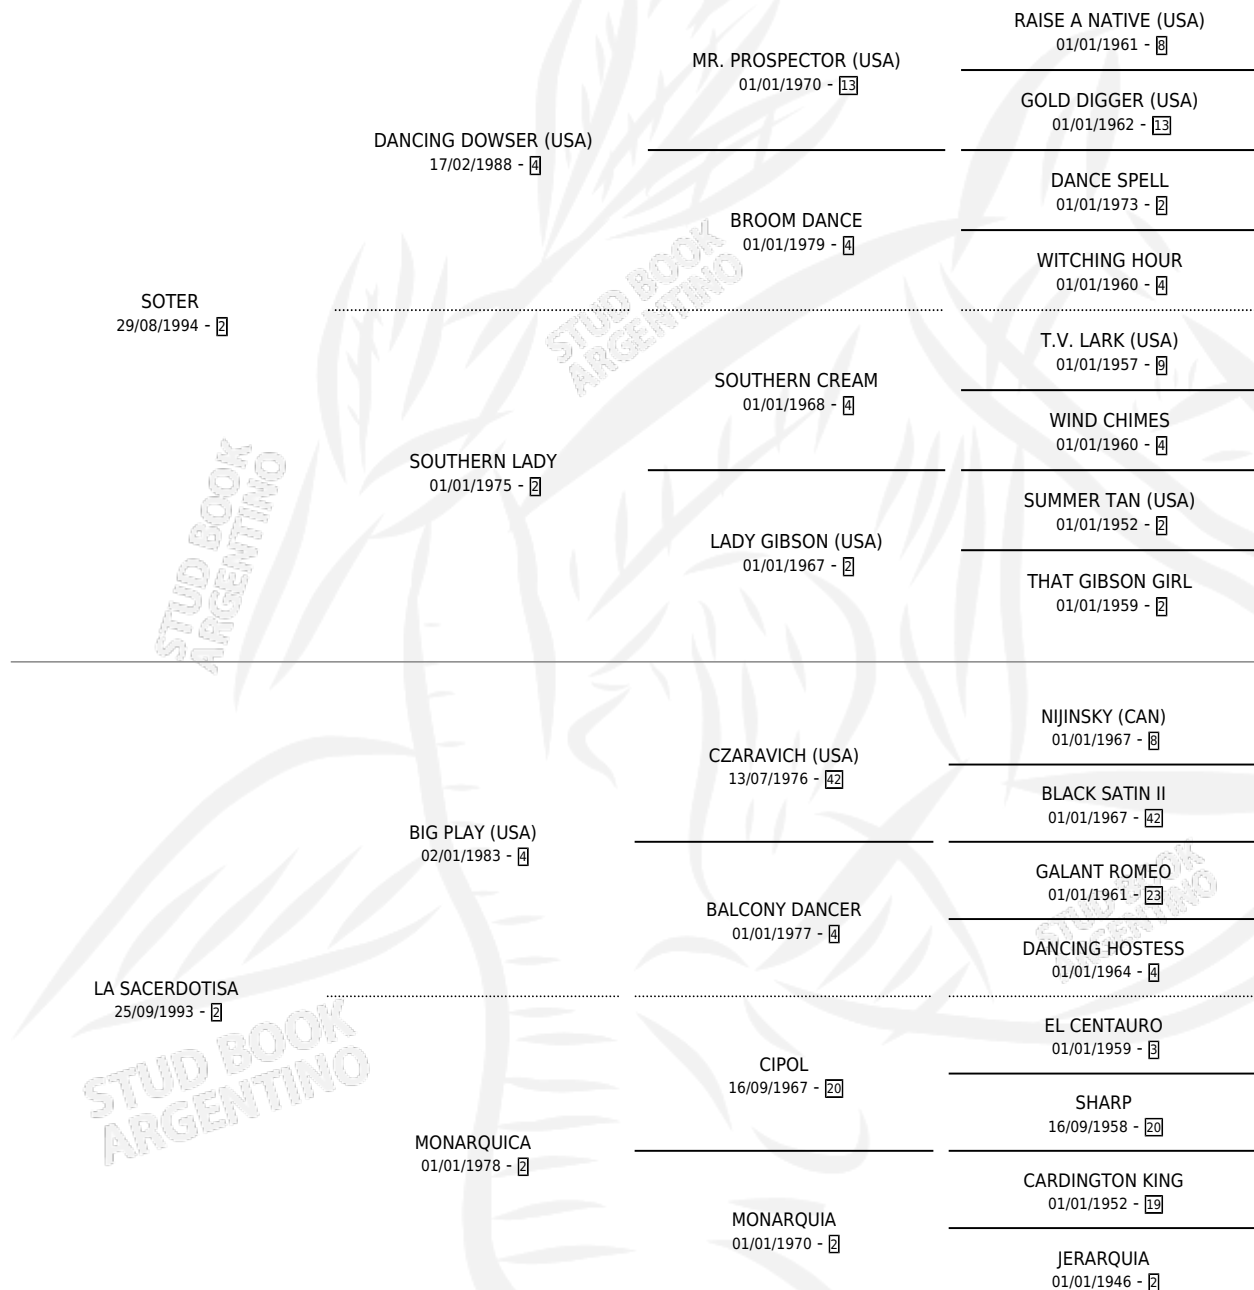 RAISE A NATIVE (USA)
01/01/1961 - 8
MR. PROSPECTOR (USA)
01/01/1970 - 13
GOLD DIGGER (USA)
01/01/1962 - 13
DANCING DOWSER (USA)
17/02/1988 - 4
DANCE SPELL
01/01/1973 - 2
BROOM DANCE
01/01/1979 - 4
WITCHING HOUR
01/01/1960 - 4
SOTER
29/08/1994 - 2
T.V. LARK (USA)
01/01/1957 - 9
SOUTHERN CREAM
01/01/1968 - 4
WIND CHIMES
01/01/1960 - 4
SOUTHERN LADY
01/01/1975 - 2
SUMMER TAN (USA)
01/01/1952 - 2
LADY GIBSON (USA)
01/01/1967 - 2
THAT GIBSON GIRL
01/01/1959 - 2
NIJINSKY (CAN)
01/01/1967 - 8
CZARAVICH (USA)
13/07/1976 - 42
BLACK SATIN II
01/01/1967 - 42
BIG PLAY (USA)
02/01/1983 - 4
GALANT ROMEO
01/01/1961 - 23
BALCONY DANCER
01/01/1977 - 4
DANCING HOSTESS
01/01/1964 - 4
LA SACERDOTISA
25/09/1993 - 2
EL CENTAURO
01/01/1959 - 3
CIPOL
16/09/1967 - 20
SHARP
16/09/1958 - 20
MONARQUICA
01/01/1978 - 2
CARDINGTON KING
01/01/1952 - 19
MONARQUIA
01/01/1970 - 2
JERARQUIA
01/01/1946 - 2
STUD BOOK
ARGENTINO
STUD BOOK
ARGENTINO
STUD BOOK
ARGENTINO
STUD BOOK
ARGENTINO